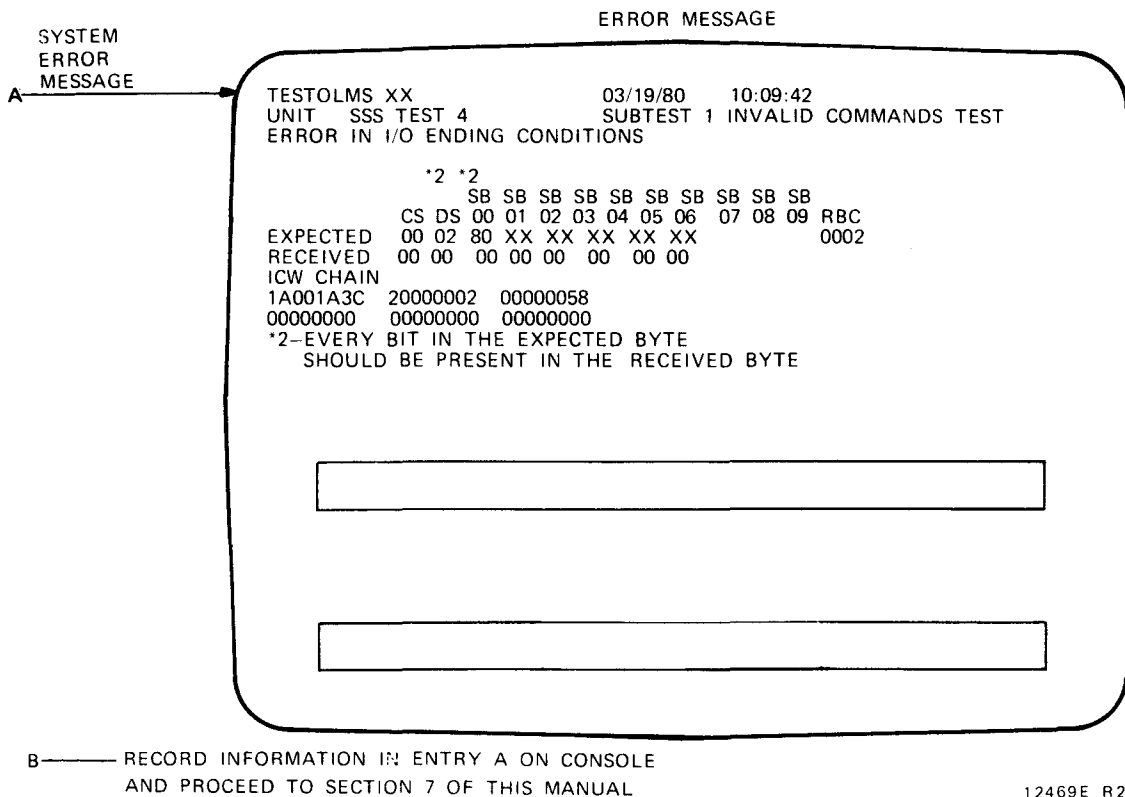 ERROR MESSAGE
SYSTEM
ERROR
MESSAGE
A
TESTOLMS XX 03/19/80 10:09:42
UNIT SSS TEST 4 SUBTEST 1 INVALID COMMANDS TEST
ERROR IN I/O ENDING CONDITIONS
*2 *2
SB SB SB SB SB SB SB SB SB SB
CS DS 00 01 02 03 04 05 06 07 08 09 RBC
EXPECTED 00 02 80 XX XX XX XX XX XX 0002
RECEIVED 00 00 00 00 00 00 00 00
ICW CHAIN
1A001A3C 20000002 00000058
00000000 00000000 00000000
*2-EVERY BIT IN THE EXPECTED BYTE
SHOULD BE PRESENT IN THE RECEIVED BYTE
B RECORD INFORMATION IN ENTRY A ON CONSOLE
AND PROCEED TO SECTION 7 OF THIS MANUAL
12469E R2